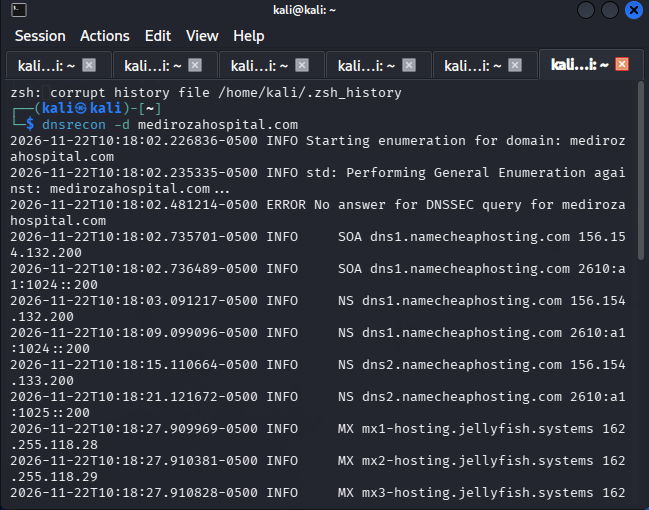 kali@kali: ~
Session Actions Edit View Help
kali…i: ~ kali…i: ~ kali…i: ~ kali…i: ~ kali…i: ~ kali…i: ~
zsh: corrupt history file /home/kali/.zsh_history
┌──(kali㉿kali)-[~]
└─$ dnsrecon -d medirozahospital.com
2026-11-22T10:18:02.226836-0500 INFO Starting enumeration for domain: mediroz
ahospital.com
2026-11-22T10:18:02.235335-0500 INFO std: Performing General Enumeration agai
nst: medirozahospital.com...
2026-11-22T10:18:02.481214-0500 ERROR No answer for DNSSEC query for mediroza
hospital.com
2026-11-22T10:18:02.735701-0500 INFO     SOA dns1.namecheaphosting.com 156.15
4.132.200
2026-11-22T10:18:02.736489-0500 INFO     SOA dns1.namecheaphosting.com 2610:a
1:1024::200
2026-11-22T10:18:03.091217-0500 INFO     NS dns1.namecheaphosting.com 156.154
.132.200
2026-11-22T10:18:09.099096-0500 INFO     NS dns1.namecheaphosting.com 2610:a1
:1024::200
2026-11-22T10:18:15.110664-0500 INFO     NS dns2.namecheaphosting.com 156.154
.133.200
2026-11-22T10:18:21.121672-0500 INFO     NS dns2.namecheaphosting.com 2610:a1
:1025::200
2026-11-22T10:18:27.909969-0500 INFO     MX mx1-hosting.jellyfish.systems 162
.255.118.28
2026-11-22T10:18:27.910381-0500 INFO     MX mx2-hosting.jellyfish.systems 162
.255.118.29
2026-11-22T10:18:27.910828-0500 INFO     MX mx3-hosting.jellyfish.systems 162